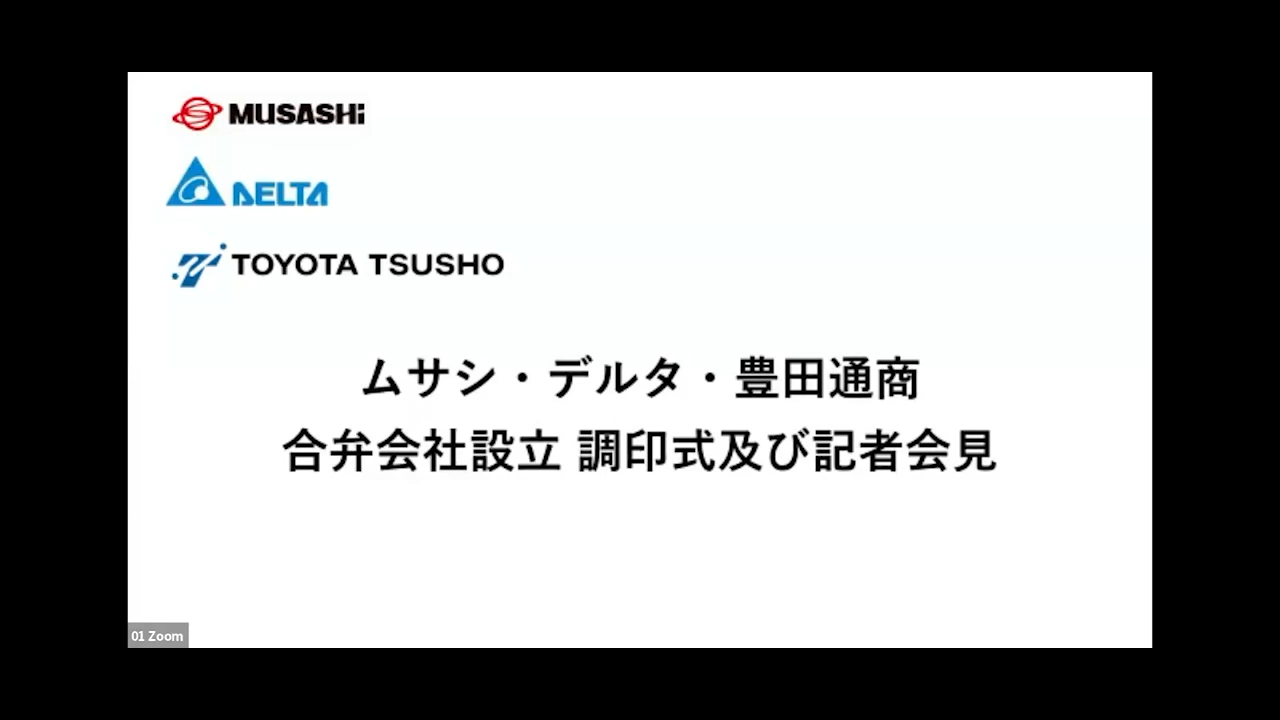 MUSASHi
DELTA
TOYOTA TSUSHO
ムサシ・デルタ・豊田通商
合弁会社設立 調印式及び記者会見
01 Zoom